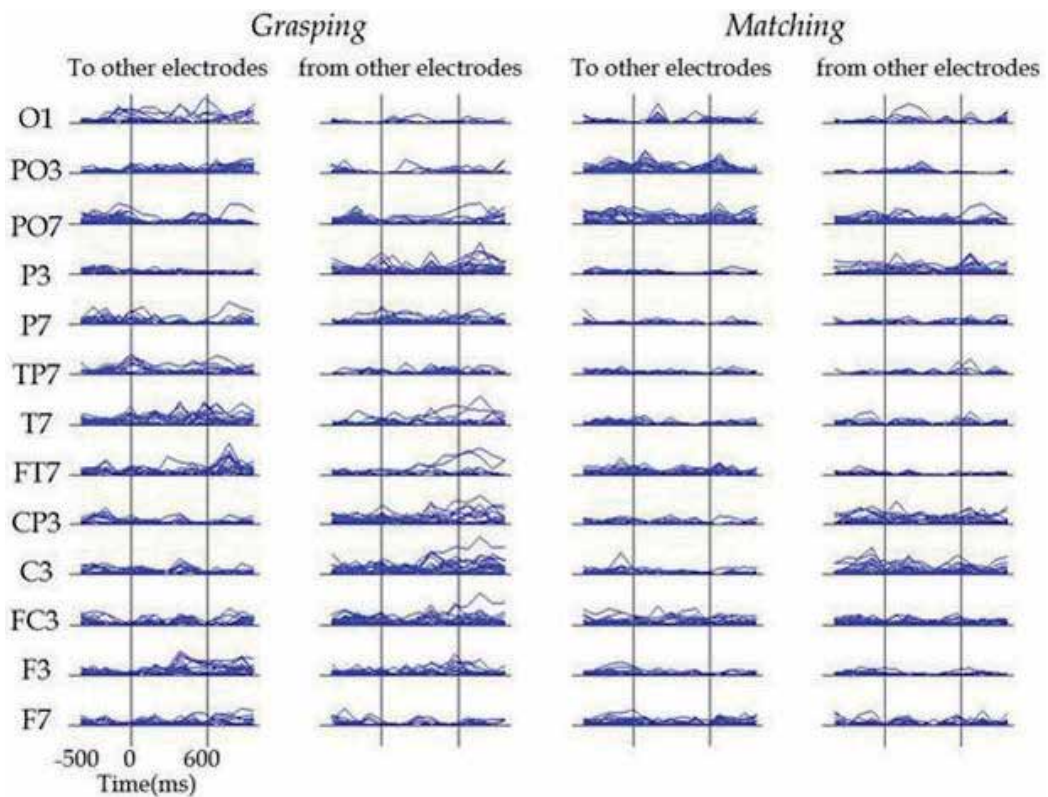 Grasping Matching
To other electrodes from other electrodes To other electrodes from other electrodes
O1
PO3
PO7
P3
P7
TP7
T7
FT7
CP3
C3
FC3
F3
F7
-500 0 600
Time(ms)